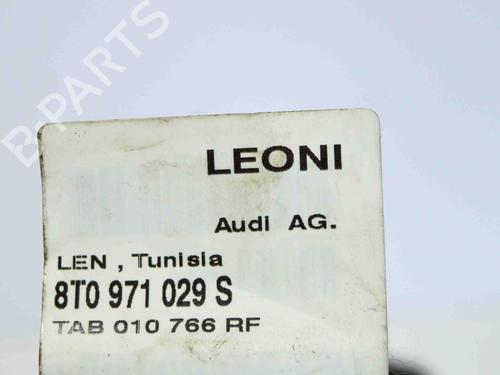 B-PARTS
LEONI
Audi AG.
LEN , Tunisia
8T0 971 029 S
TAB 010 766 RF